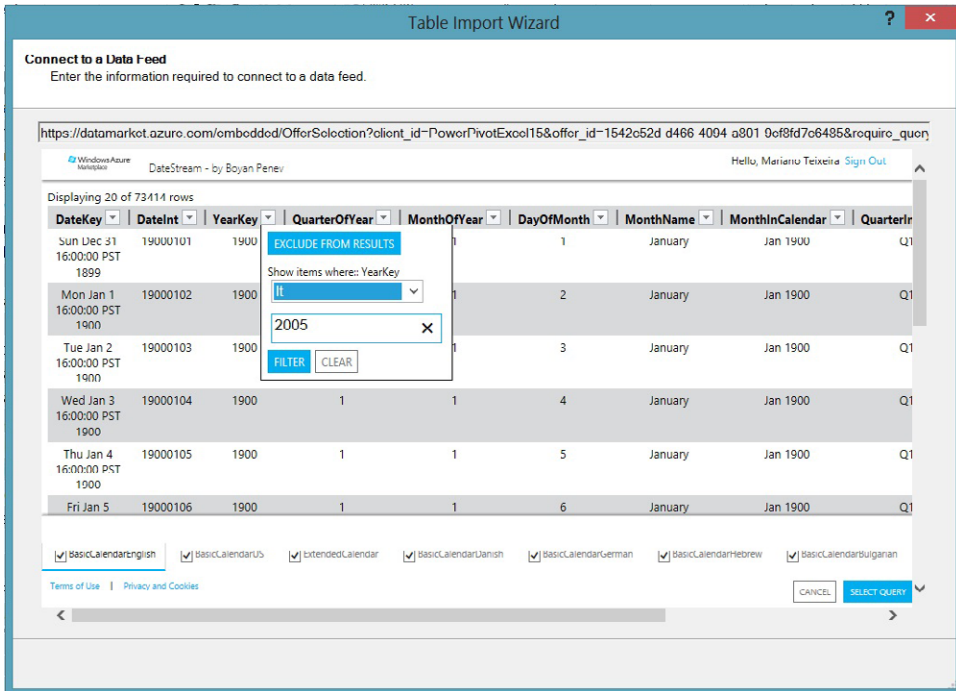 Table Import Wizard
?
Connect to a Data Feed
Enter the information required to connect to a data feed.
https://datamarket.azure.com/embedded/OfferSelection?client_id=PowerPivotExcel15&offer_id=1542c52d d466 4094 a801 9ef8fd7c6485&require_query
Windows Azure
Marketplace
DateStream - by Boyan Penev
Hello, Mariano Teixeira Sign Out
Displaying 20 of 73414 rows
DateKey DateInt YearKey QuarterOfYear MonthOfYear DayOfMonth MonthName MonthInCalendar QuarterIn
Sun Dec 31 16:00:00 PST 1899 19000101 1900 1 1 January Jan 1900 Q1
EXCLUDE FROM RESULTS
Show items where:: YearKey
lt
2005
FILTER CLEAR
Mon Jan 1 16:00:00 PST 1900 19000102 1900 1 2 January Jan 1900 Q1
Tue Jan 2 16:00:00 PST 1900 19000103 1900 1 3 January Jan 1900 Q1
Wed Jan 3 16:00:00 PST 1900 19000104 1900 1 1 4 January Jan 1900 Q1
Thu Jan 4 16:00:00 PST 1900 19000105 1900 1 1 5 January Jan 1900 Q1
Fri Jan 5 19000106 1900 1 1 6 January Jan 1900 Q1
BasicCalendarEnglish BasicCalendarUS ExtendedCalendar BasicCalendarDanish BasicCalendarGerman BasicCalendarHebrew BasicCalendarBulgarian
Terms of Use | Privacy and Cookies
CANCEL SELECT QUERY